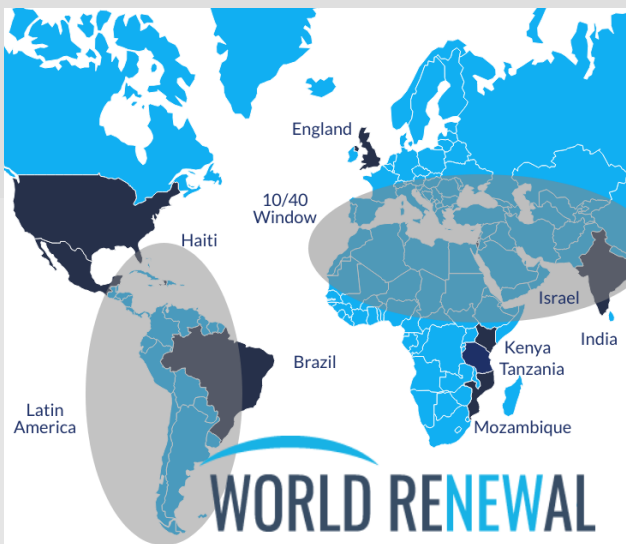 England
10/40
Window
Haiti
Israel
India
Kenya
Tanzania
Brazil
Latin
America
Mozambique
WORLD RENEWAL